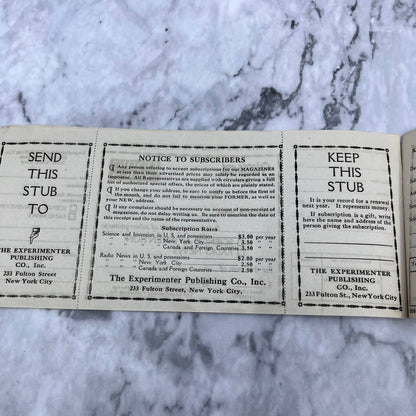 SEND
THIS
STUB
TO
THE EXPERIMENTER
PUBLISHING
CO., INC.
233 Fulton Street
New York City
NOTICE TO SUBSCRIBERS
¶ Any person offering to accept subscriptions for our MAGAZINES
at less than their advertised prices may safely be regarded as an
impostor. All Representatives are supplied with circulars giving a full
list of authorized special offers, the prices of which are plainly stated.
¶ If you change your address, be sure to notify us before the first of
the month, and do not fail to mention your FORMER, as well as
your NEW, address.
¶ If any complaint should be necessary on account of non-receipt of
magazines, do not delay writing us. Be sure to mention the date of
this receipt and the name of the representative.
Subscription Rates
Science and Invention in U. S. and possessions $3.00 per year
" " " New York City 3.50 " "
" " " Canada and Foreign Countries 3.50 " "
Radio News in U. S. and possessions $2.00 per year
" " New York City 2.50 " "
" " Canada and Foreign Countries 2.50 " "
The Experimenter Publishing Co., Inc.
233 Fulton Street, New York City.
KEEP
THIS
STUB
It is your record for a renewal
next year. It represents money.
If subscription is a gift, write
here the name and address of
donor.
THE EXPERIMENTER
PUBLISHING
CO., INC.
233 Fulton St., New York City